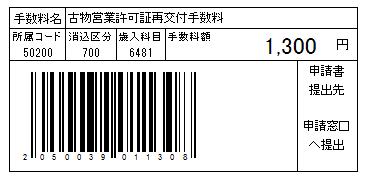 手数料名 古物営業許可証再交付手数料
所属コード 消込区分 歳入科目 手数料額
50200 700 6481 1,300 円
申請書
提出先
申請窓口
へ提出
2050039011308